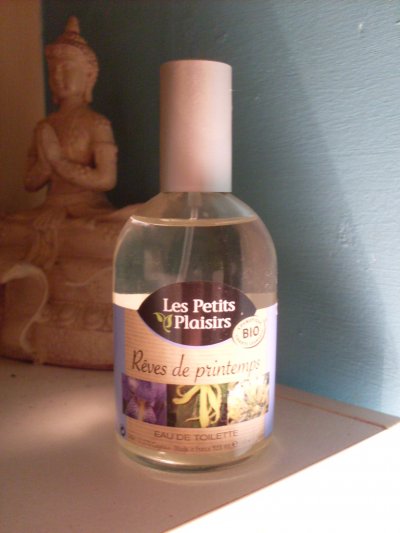 Les Petits
Plaisirs
BIO
Rêves de printemps
EAU DE TOILETTE